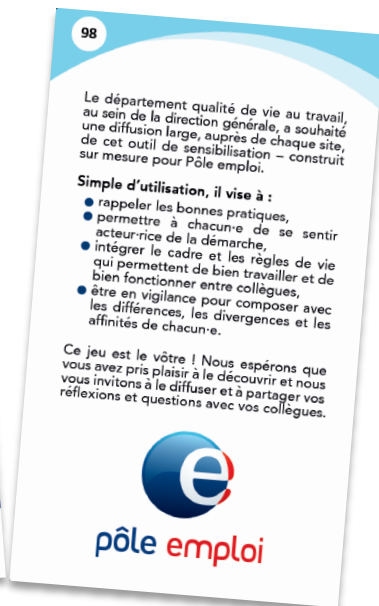 98
Le département qualité de vie au travail,
au sein de la direction générale, a souhaité
une diffusion large, auprès de chaque site,
de cet outil de sensibilisation – construit
sur mesure pour Pôle emploi.
Simple d'utilisation, il vise à :
● rappeler les bonnes pratiques,
● permettre à chacun·e de se sentir
acteur·rice de la démarche,
● intégrer le cadre et les règles de vie
qui permettent de bien travailler et de
bien fonctionner entre collègues,
● être en vigilance pour composer avec
les différences, les divergences et les
affinités de chacun·e.
Ce jeu est le vôtre ! Nous espérons que
vous avez pris plaisir à le découvrir et nous
vous invitons à le diffuser et à partager vos
réflexions et questions avec vos collègues.
e
pôle emploi